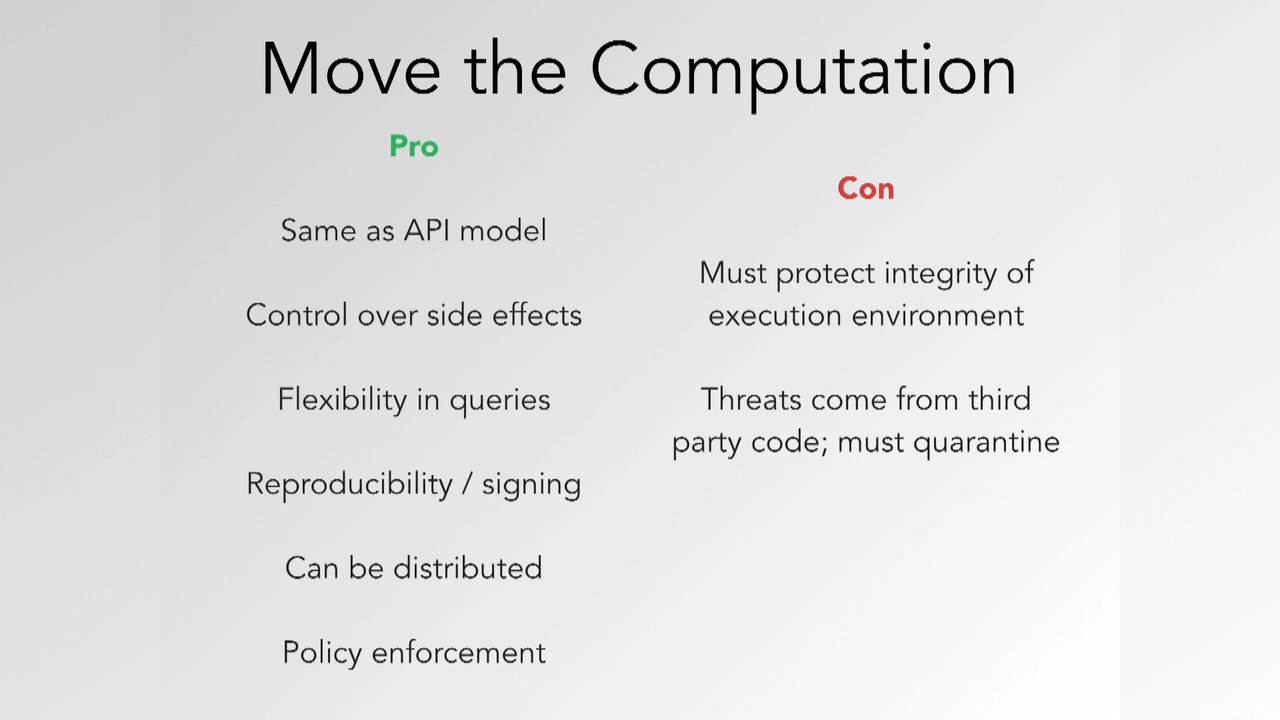 Move the Computation
Pro
Same as API model
Control over side effects
Flexibility in queries
Reproducibility / signing
Can be distributed
Policy enforcement
Con
Must protect integrity of
execution environment
Threats come from third
party code; must quarantine